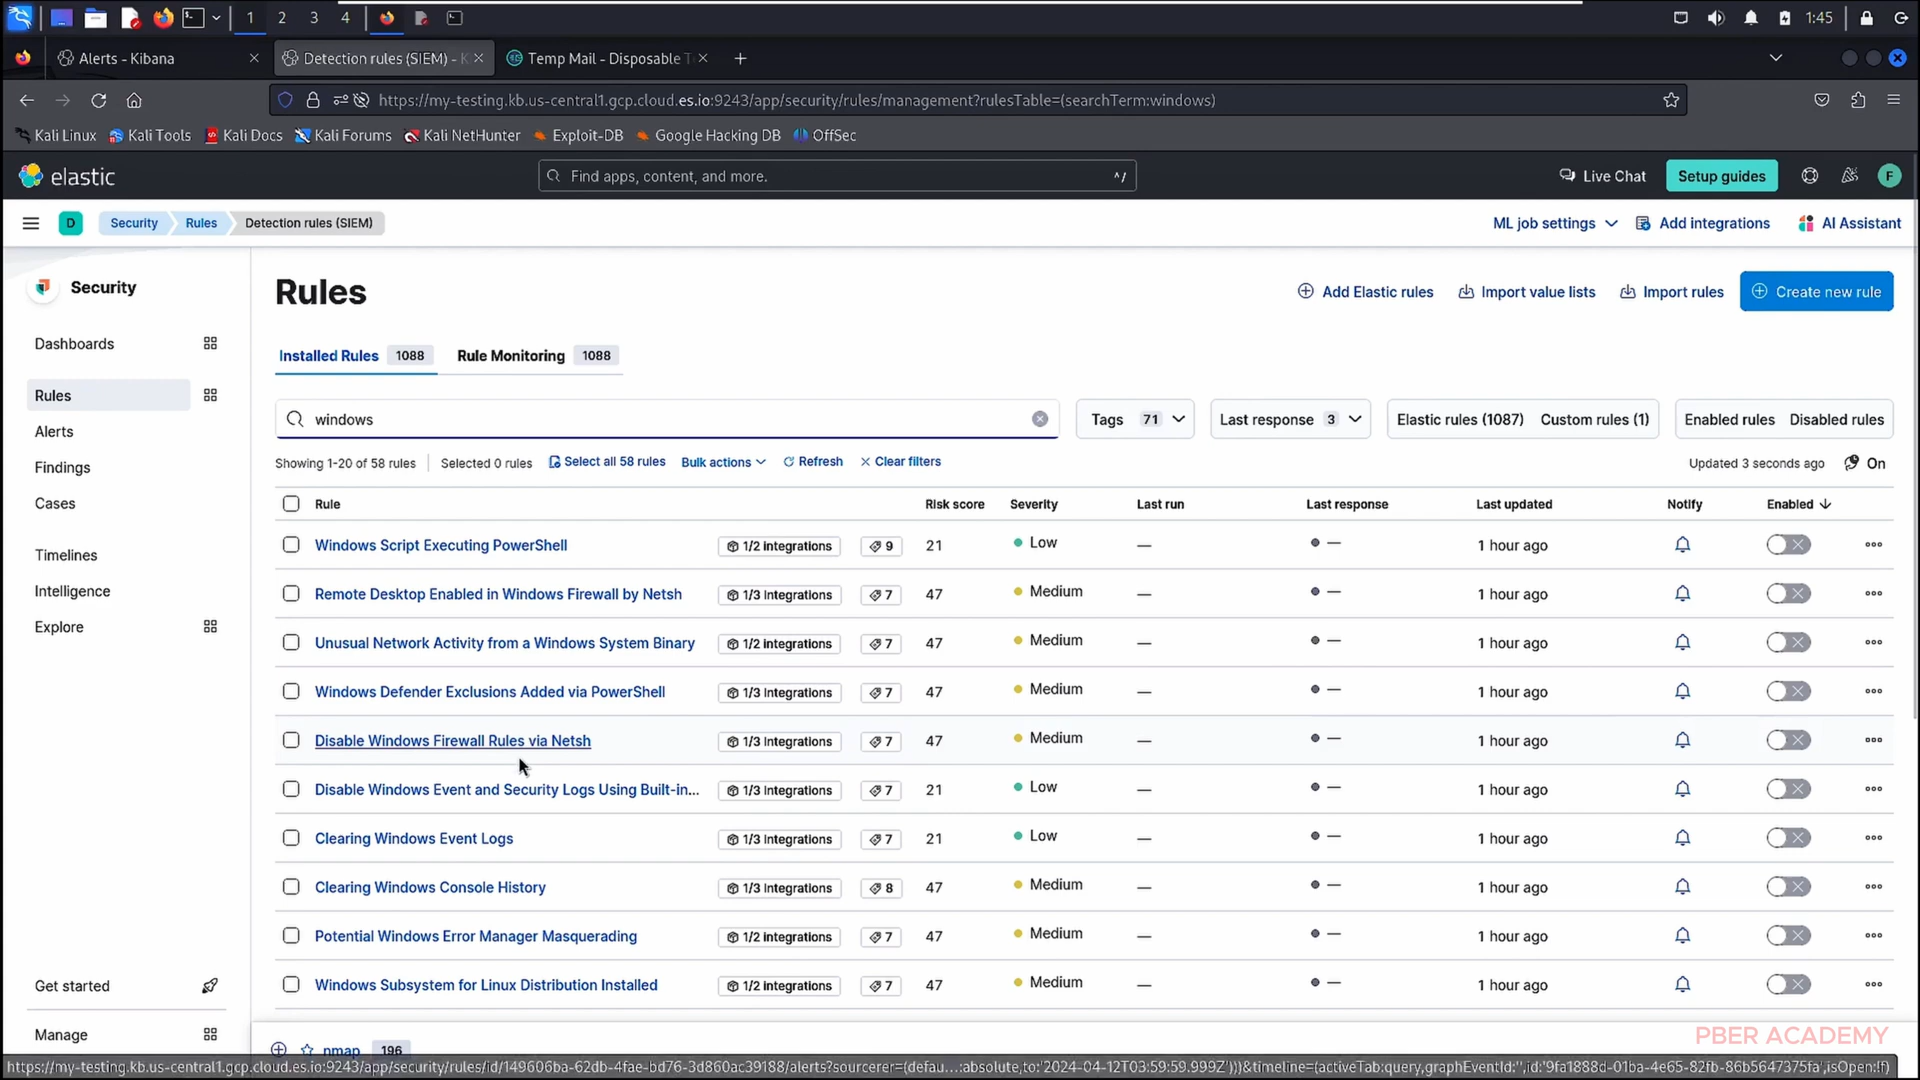 1 2 3 4 1:45
Alerts - Kibana Detection rules (SIEM) - K Temp Mail - Disposable T
https://my-testing.kb.us-central1.gcp.cloud.es.io:9243/app/security/rules/management?rulesTable=(searchTerm:windows)
Kali Linux Kali Tools Kali Docs Kali Forums Kali NetHunter Exploit-DB Google Hacking DB OffSec
elastic Find apps, content, and more. ^/ Live Chat Setup guides F
D Security Rules Detection rules (SIEM) ML job settings Add integrations AI Assistant
Security
Dashboards
Rules
Alerts
Findings
Cases
Timelines
Intelligence
Explore
Get started
Manage
Rules Add Elastic rules Import value lists Import rules Create new rule
Installed Rules 1088 Rule Monitoring 1088
windows Tags 71 Last response 3 Elastic rules (1087) Custom rules (1) Enabled rules Disabled rules
Showing 1-20 of 58 rules Selected 0 rules Select all 58 rules Bulk actions Refresh Clear filters Updated 3 seconds ago On
Rule Risk score Severity Last run Last response Last updated Notify Enabled
Windows Script Executing PowerShell 1/2 integrations 9 21 Low — — 1 hour ago
Remote Desktop Enabled in Windows Firewall by Netsh 1/3 integrations 7 47 Medium — — 1 hour ago
Unusual Network Activity from a Windows System Binary 1/2 integrations 7 47 Medium — — 1 hour ago
Windows Defender Exclusions Added via PowerShell 1/3 integrations 7 47 Medium — — 1 hour ago
Disable Windows Firewall Rules via Netsh 1/3 integrations 7 47 Medium — — 1 hour ago
Disable Windows Event and Security Logs Using Built-in... 1/3 integrations 7 21 Low — — 1 hour ago
Clearing Windows Event Logs 1/3 integrations 7 21 Low — — 1 hour ago
Clearing Windows Console History 1/3 integrations 8 47 Medium — — 1 hour ago
Potential Windows Error Manager Masquerading 1/2 integrations 7 47 Medium — — 1 hour ago
Windows Subsystem for Linux Distribution Installed 1/2 integrations 7 47 Medium — — 1 hour ago
nmap 196
PBER ACADEMY
https://my-testing.kb.us-central1.gcp.cloud.es.io:9243/app/security/rules/id/149606ba-62db-4fae-bd76-3d860ac39188/alerts?sourcerer=(defau…:absolute,to:'2024-04-12T03:59:59.999Z')))&timeline=(activeTab:query,graphEventId:'',id:'9fa1888d-01ba-4e65-82fb-86b5647375fa',isOpen:!f)